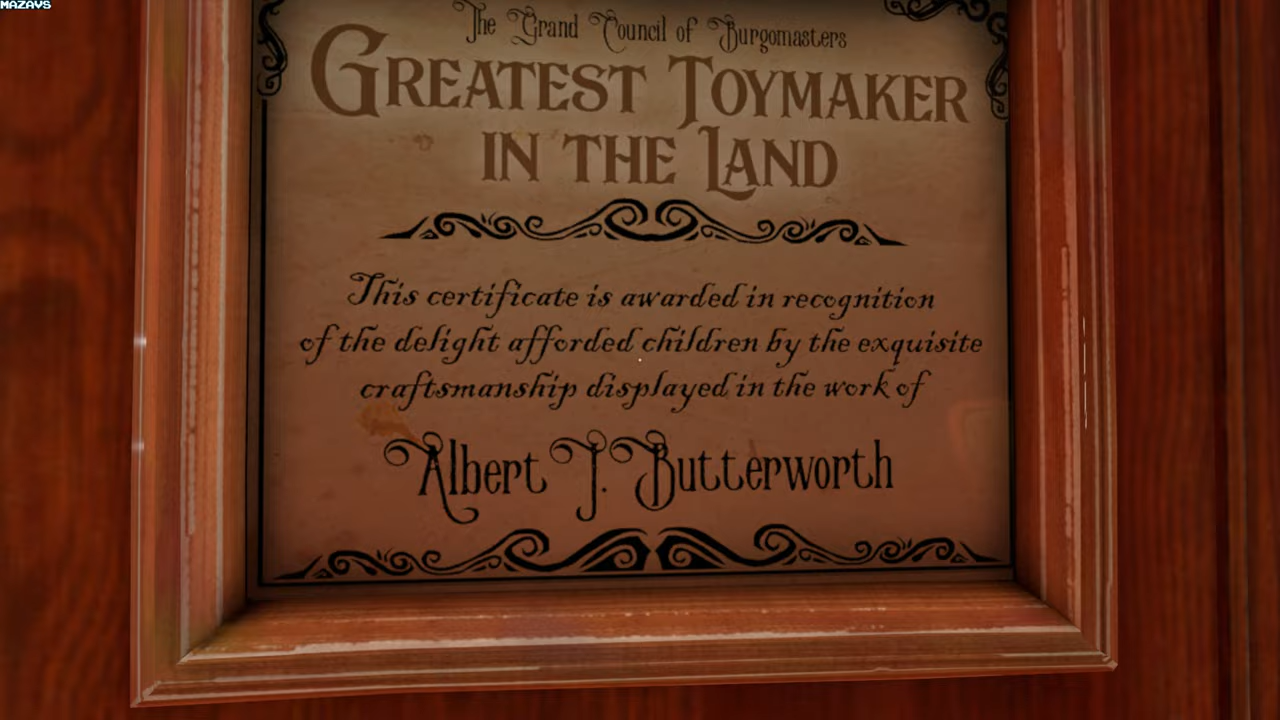 MAZAVS
The Grand Council of Burgomasters
GREATEST TOYMAKER
IN THE LAND
This certificate is awarded in recognition
of the delight afforded children by the exquisite
craftsmanship displayed in the work of
Albert T. Butterworth